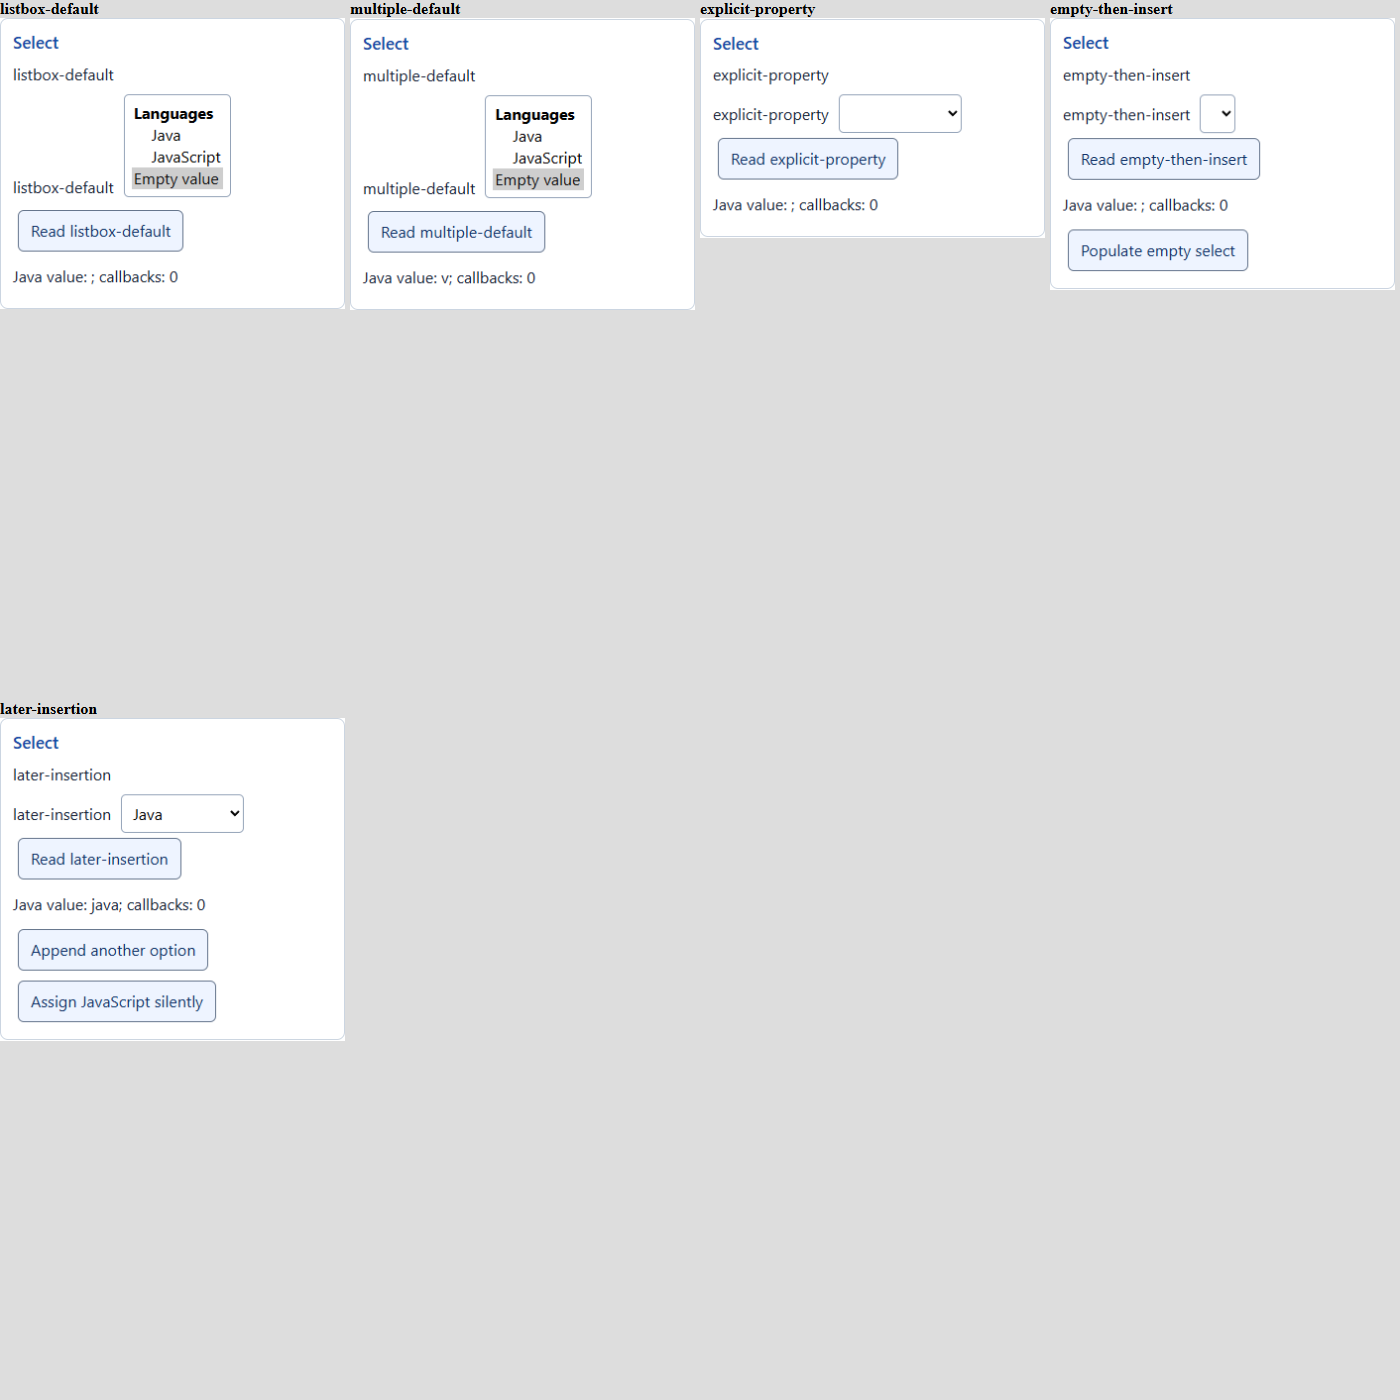 listbox-default
Select
listbox-default
Languages
Java
JavaScript
Empty value
listbox-default
Read listbox-default
Java value: ; callbacks: 0
multiple-default
Select
multiple-default
Languages
Java
JavaScript
Empty value
multiple-default
Read multiple-default
Java value: v; callbacks: 0
explicit-property
Select
explicit-property
explicit-property
Read explicit-property
Java value: ; callbacks: 0
empty-then-insert
Select
empty-then-insert
empty-then-insert
Read empty-then-insert
Java value: ; callbacks: 0
Populate empty select
later-insertion
Select
later-insertion
later-insertion Java
Read later-insertion
Java value: java; callbacks: 0
Append another option
Assign JavaScript silently